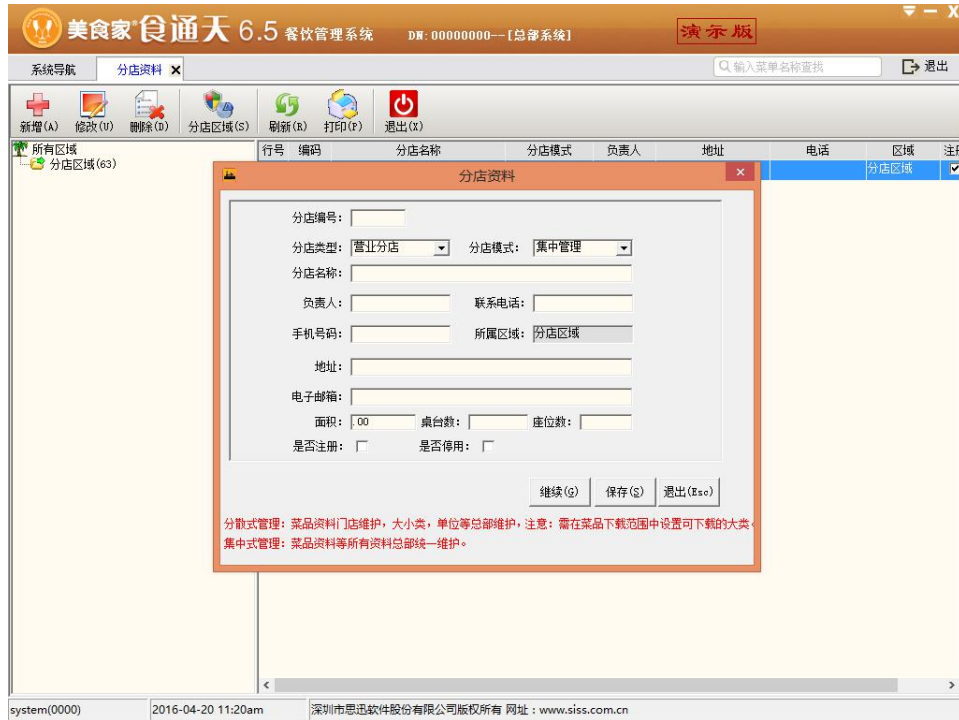 美食家®食通天 6.5 餐饮管理系统 DN: 00000000--[总部系统] 演示版
系统导航 分店资料 输入菜单名称查找 退出
新增(A) 修改(U) 删除(D) 分店区域(S) 刷新(R) 打印(P) 退出(X)
所有区域
分店区域(63)
行号 编码 分店名称 分店模式 负责人 地址 电话 区域 注册
分店区域
分店资料
分店编号：
分店类型： 营业分店 分店模式： 集中管理
分店名称：
负责人： 联系电话：
手机号码： 所属区域： 分店区域
地址：
电子邮箱：
面积： .00 桌台数： 座位数：
是否注册： 是否停用：
继续(G) 保存(S) 退出(Esc)
分散式管理：菜品资料门店维护，大小类，单位等总部维护，注意：需在菜品下载范围中设置可下载的大类。
集中式管理：菜品资料等所有资料总部统一维护。
system(0000) 2016-04-20 11:20am 深圳市思迅软件股份有限公司版权所有 网址：www.siss.com.cn